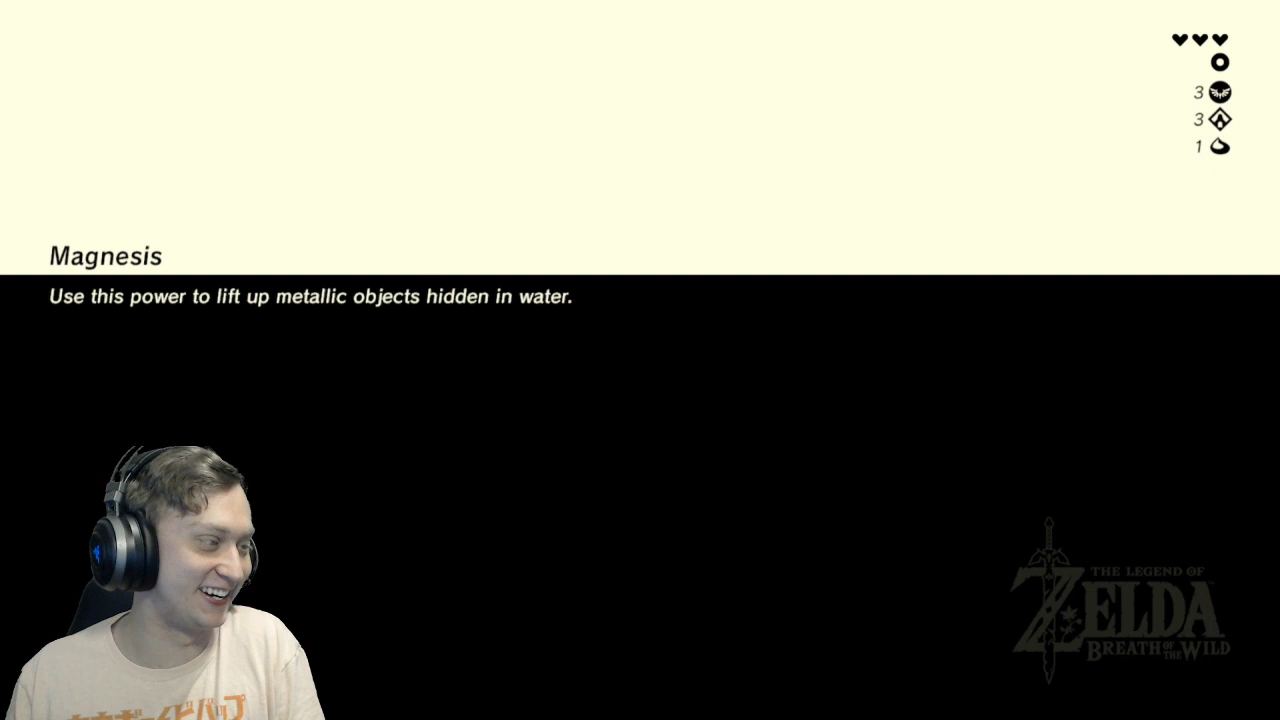 3
3
1
Magnesis
Use this power to lift up metallic objects hidden in water.
THE LEGEND OF
ZELDA
BREATH OF THE WILD